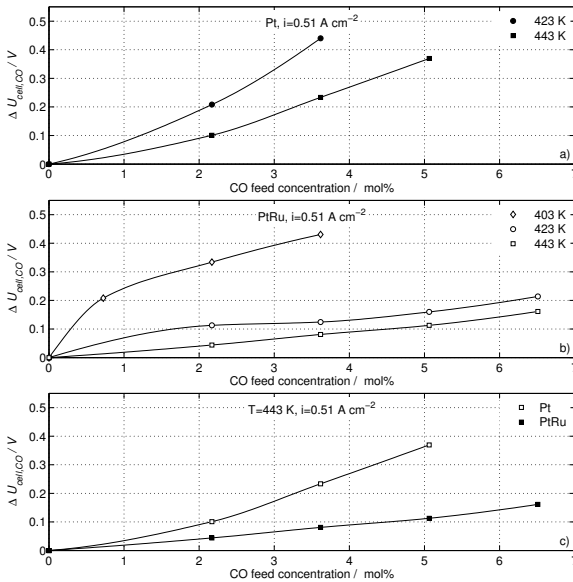 Pt, i=0.51 A cm−2
423 K
443 K
Δ Ucell,CO / V
0.5
0.4
0.3
0.2
0.1
0
0 1 2 3 4 5 6
CO feed concentration / mol%
a)
PtRu, i=0.51 A cm−2
403 K
423 K
443 K
Δ Ucell,CO / V
0.5
0.4
0.3
0.2
0.1
0
0 1 2 3 4 5 6
CO feed concentration / mol%
b)
T=443 K, i=0.51 A cm−2
Pt
PtRu
Δ Ucell,CO / V
0.5
0.4
0.3
0.2
0.1
0
0 1 2 3 4 5 6
CO feed concentration / mol%
c)